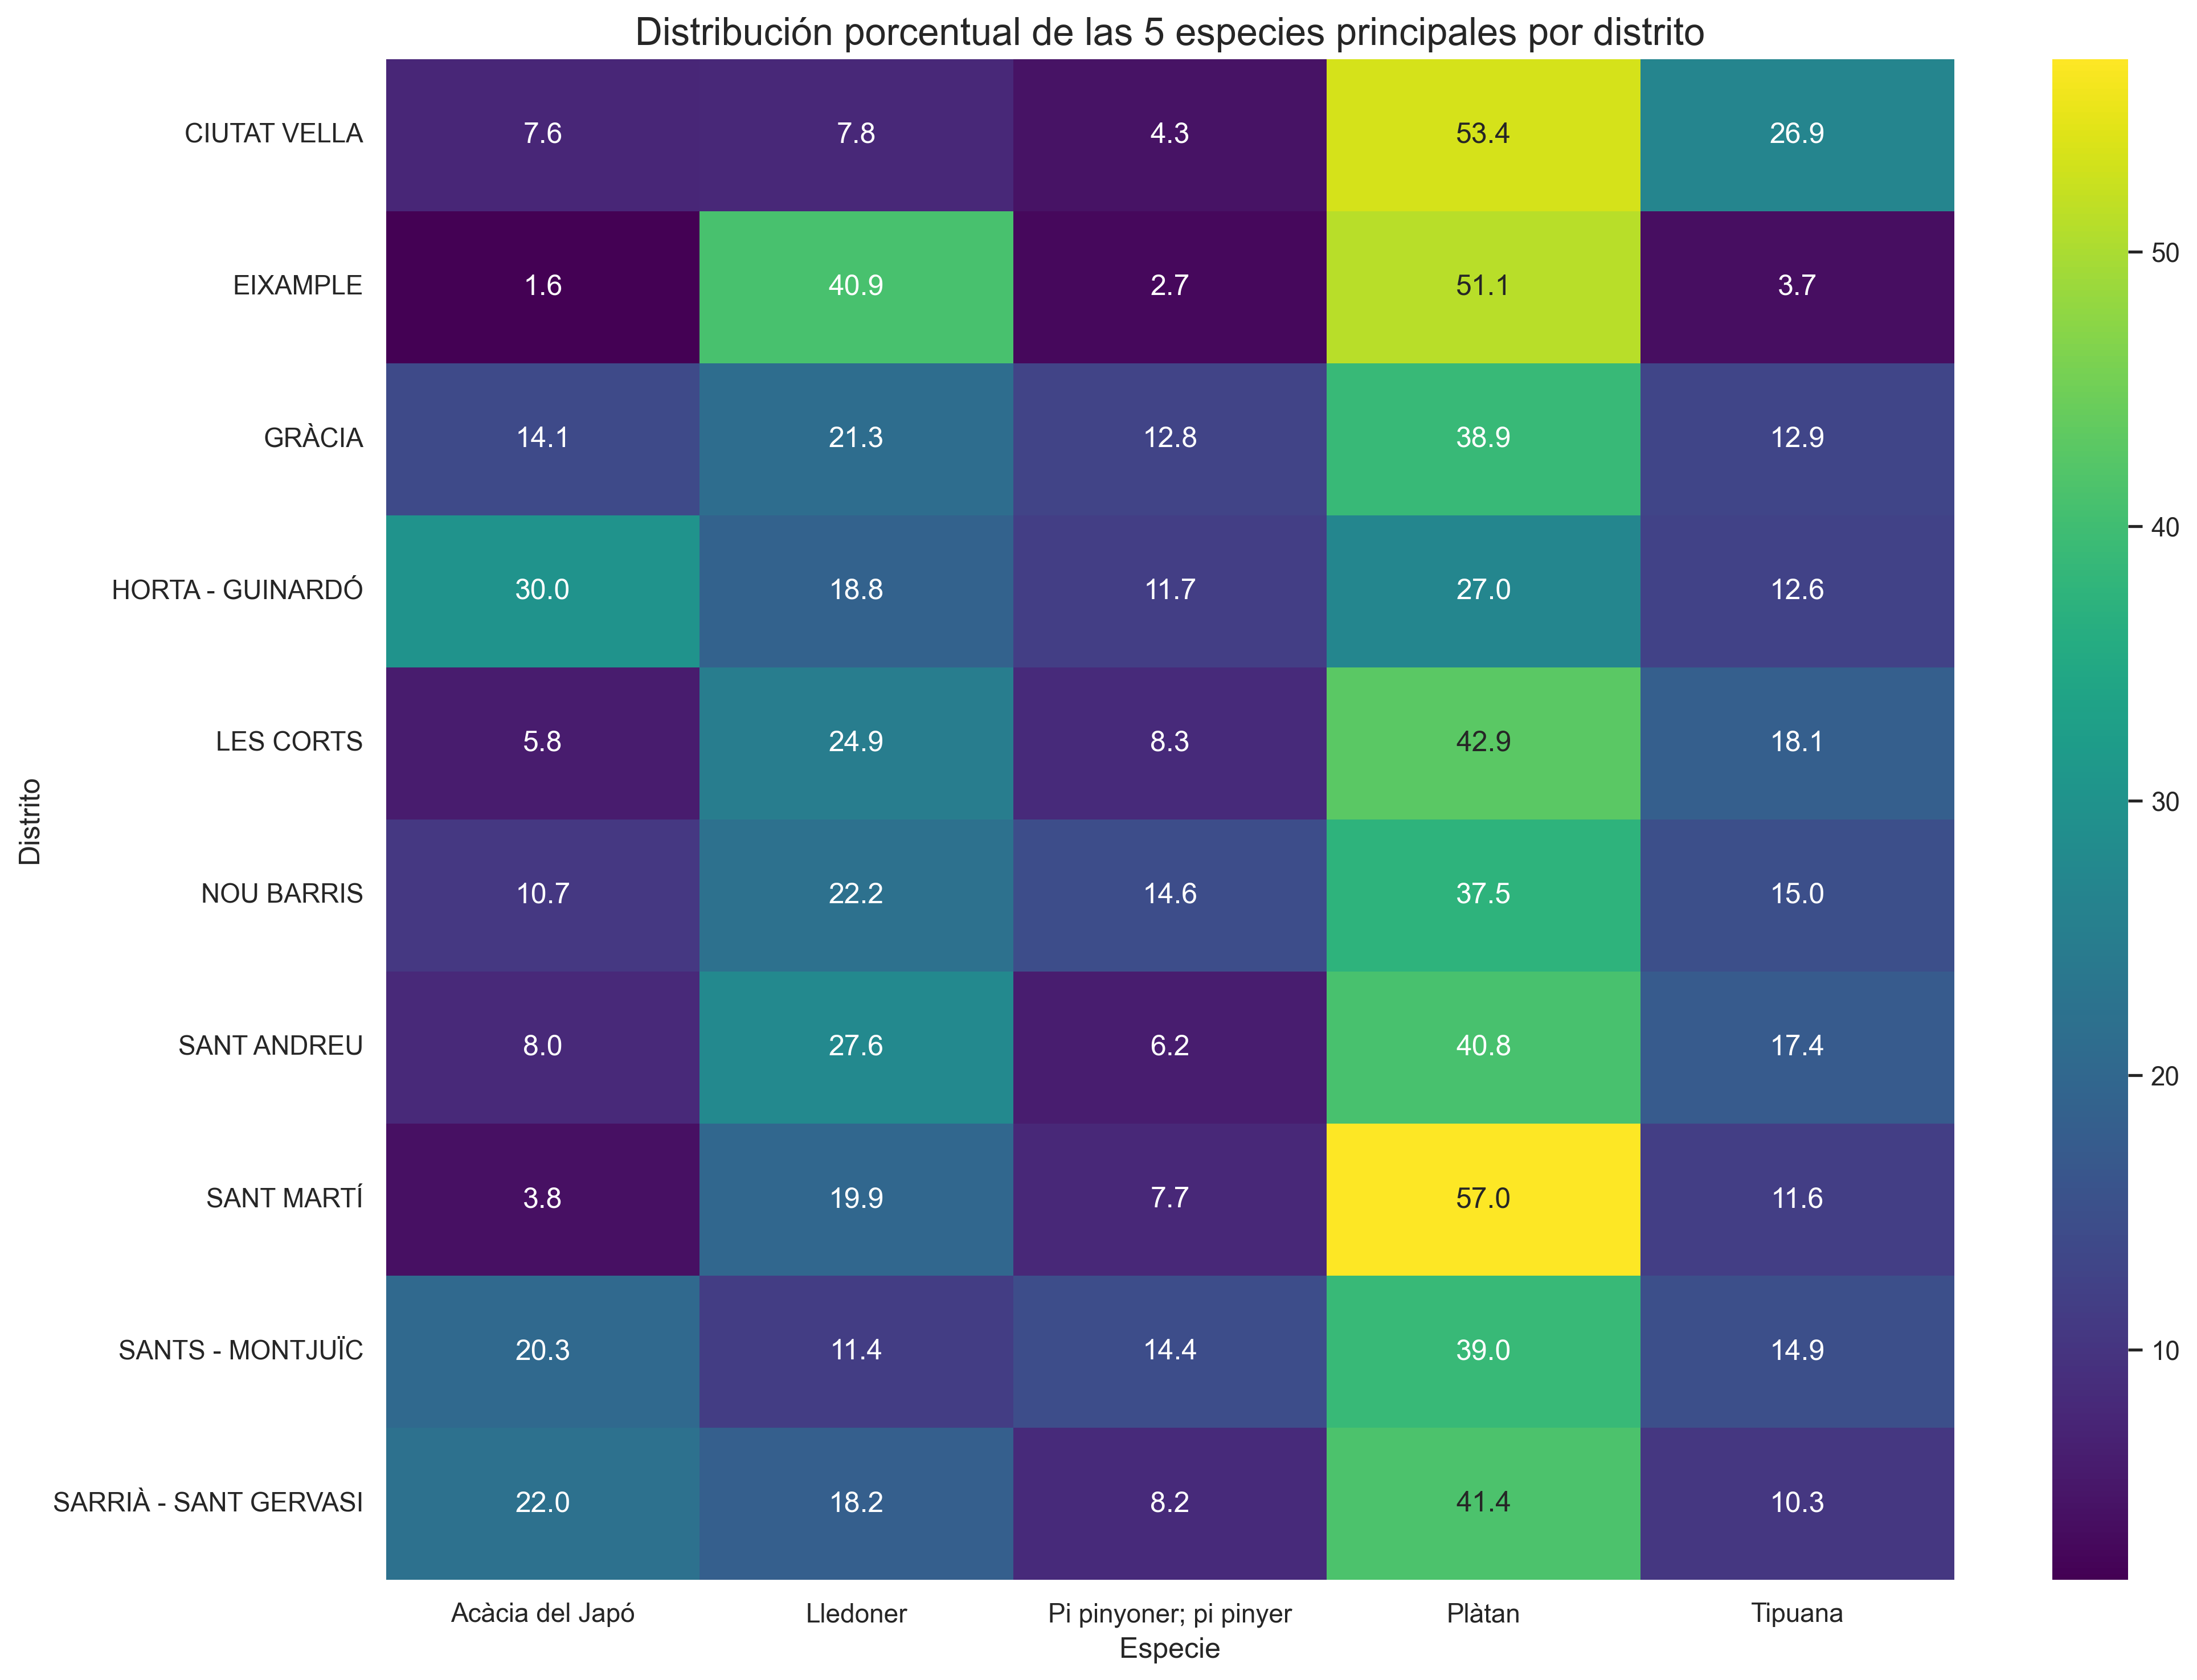 Distribución porcentual de las 5 especies principales por distrito
CIUTAT VELLA 7.6 7.8 4.3 53.4 26.9
EIXAMPLE 1.6 40.9 2.7 51.1 3.7
GRÀCIA 14.1 21.3 12.8 38.9 12.9
HORTA - GUINARDÓ 30.0 18.8 11.7 27.0 12.6
LES CORTS 5.8 24.9 8.3 42.9 18.1
NOU BARRIS 10.7 22.2 14.6 37.5 15.0
SANT ANDREU 8.0 27.6 6.2 40.8 17.4
SANT MARTÍ 3.8 19.9 7.7 57.0 11.6
SANTS - MONTJUÏC 20.3 11.4 14.4 39.0 14.9
SARRIÀ - SANT GERVASI 22.0 18.2 8.2 41.4 10.3
Distrito
Acàcia del Japó Lledoner Pi pinyoner; pi pinyer Plàtan Tipuana
Especie
50
40
30
20
10